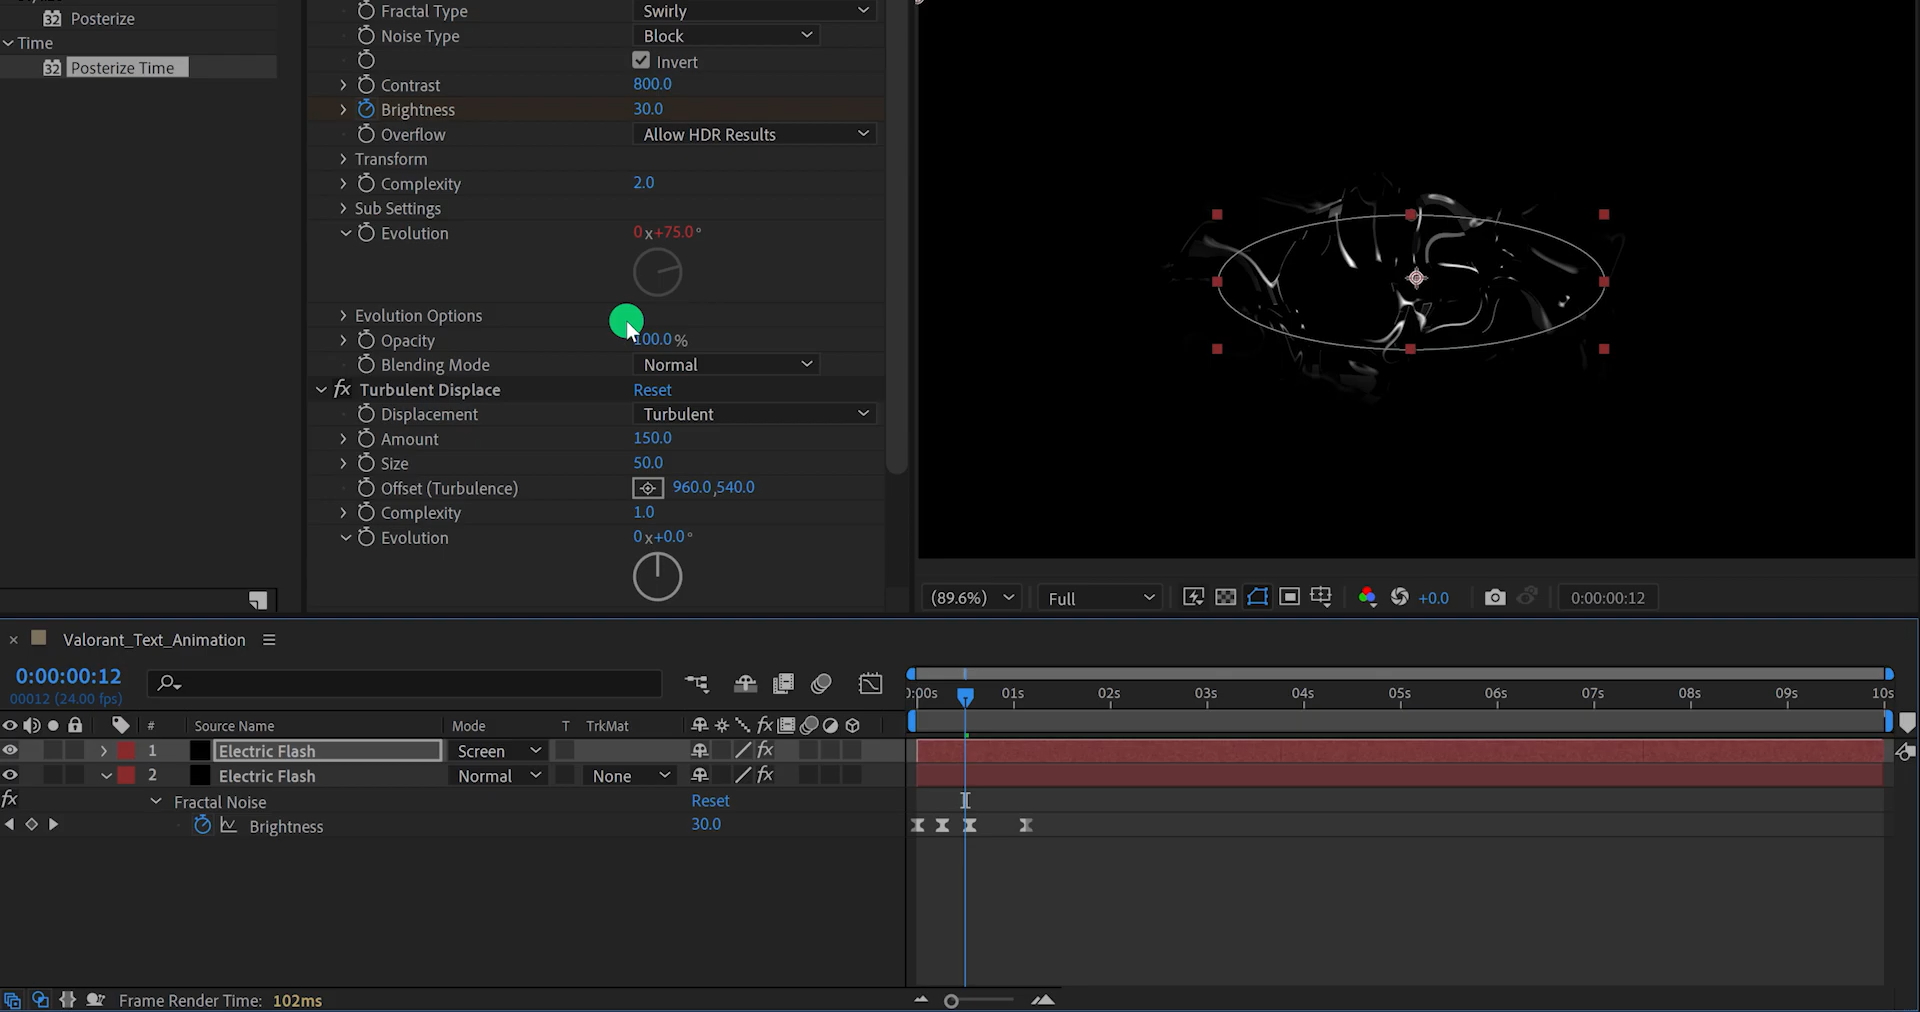 Posterize
Time
Posterize Time
Fractal Type Swirly
Noise Type Block
Invert
Contrast 800.0
Brightness 30.0
Overflow Allow HDR Results
Transform
Complexity 2.0
Sub Settings
Evolution 0x+75.0°
Evolution Options
Opacity 100.0 %
Blending Mode Normal
fx Turbulent Displace Reset
Displacement Turbulent
Amount 150.0
Size 50.0
Offset (Turbulence) 960.0,540.0
Complexity 1.0
Evolution 0x+0.0°
(89.6%) Full +0.0 0:00:00:12
Valorant_Text_Animation
0:00:00:12
00012 (24.00 fps)
0:00s 01s 02s 03s 04s 05s 06s 07s 08s 09s 10s
# Source Name Mode T TrkMat fx
1 Electric Flash Screen fx
2 Electric Flash Normal None fx
fx Fractal Noise Reset
Brightness 30.0
Frame Render Time: 102ms